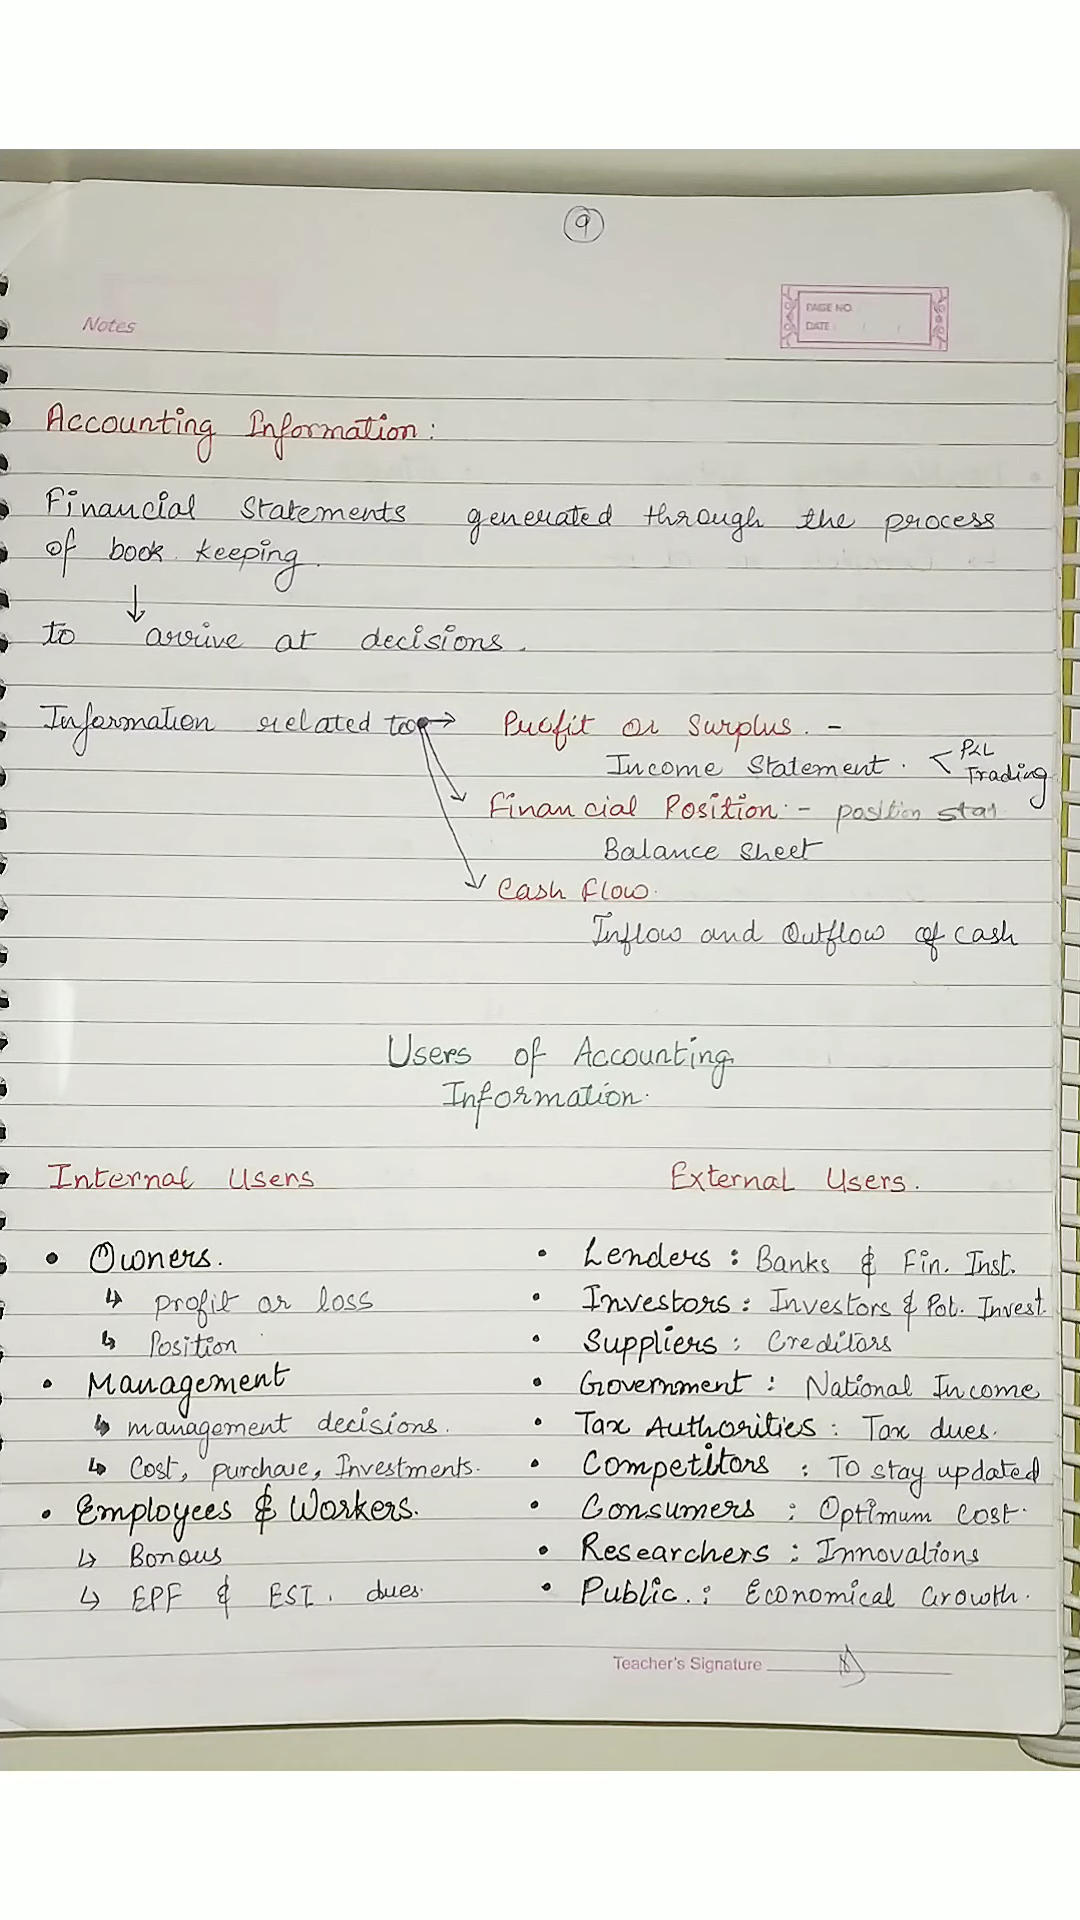 9
Notes
PAGE NO.
DATE : / /
Accounting Information :
Financial Statements generated through the process
of book keeping.
↓
to arrive at decisions.
Information related to → Profit or Surplus. -
Income Statement. < P&L
Trading
Financial Position :- position stat
Balance Sheet
Cash Flow.
Inflow and Outflow of cash
Users of Accounting
Information.
Internal Users
• Owners.
↳ profit or loss
↳ Position
• Management
↳ management decisions.
↳ Cost, purchase, Investments.
• Employees & Workers.
↳ Bonous
↳ EPF & ESI. dues.
External Users.
• Lenders : Banks & Fin. Inst.
• Investors : Investors & Pot. Invest.
• Suppliers : Creditors
• Government : National Income
• Tax Authorities : Tax dues.
• Competitors : To stay updated
• Consumers : Optimum Cost.
• Researchers : Innovations
• Public. : Economical Growth.
Teacher's Signature